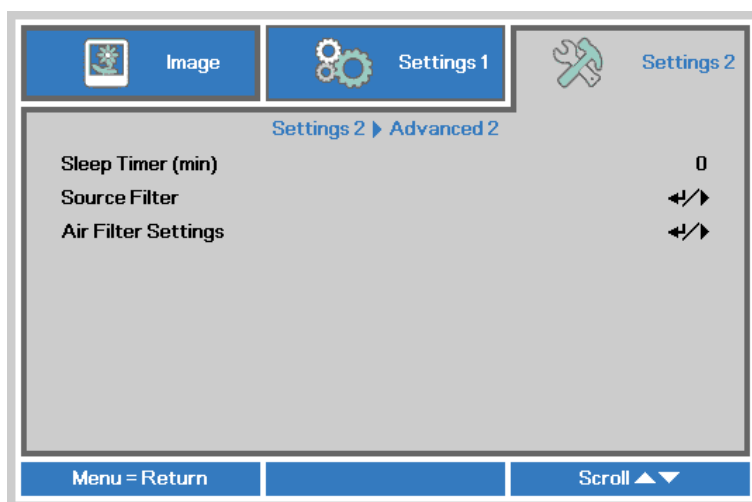 Image
Settings 1
Settings 2
Settings 2 ▶ Advanced 2
Sleep Timer (min) 0
Source Filter ↵/▶
Air Filter Settings ↵/▶
Menu = Return
Scroll ▲▼